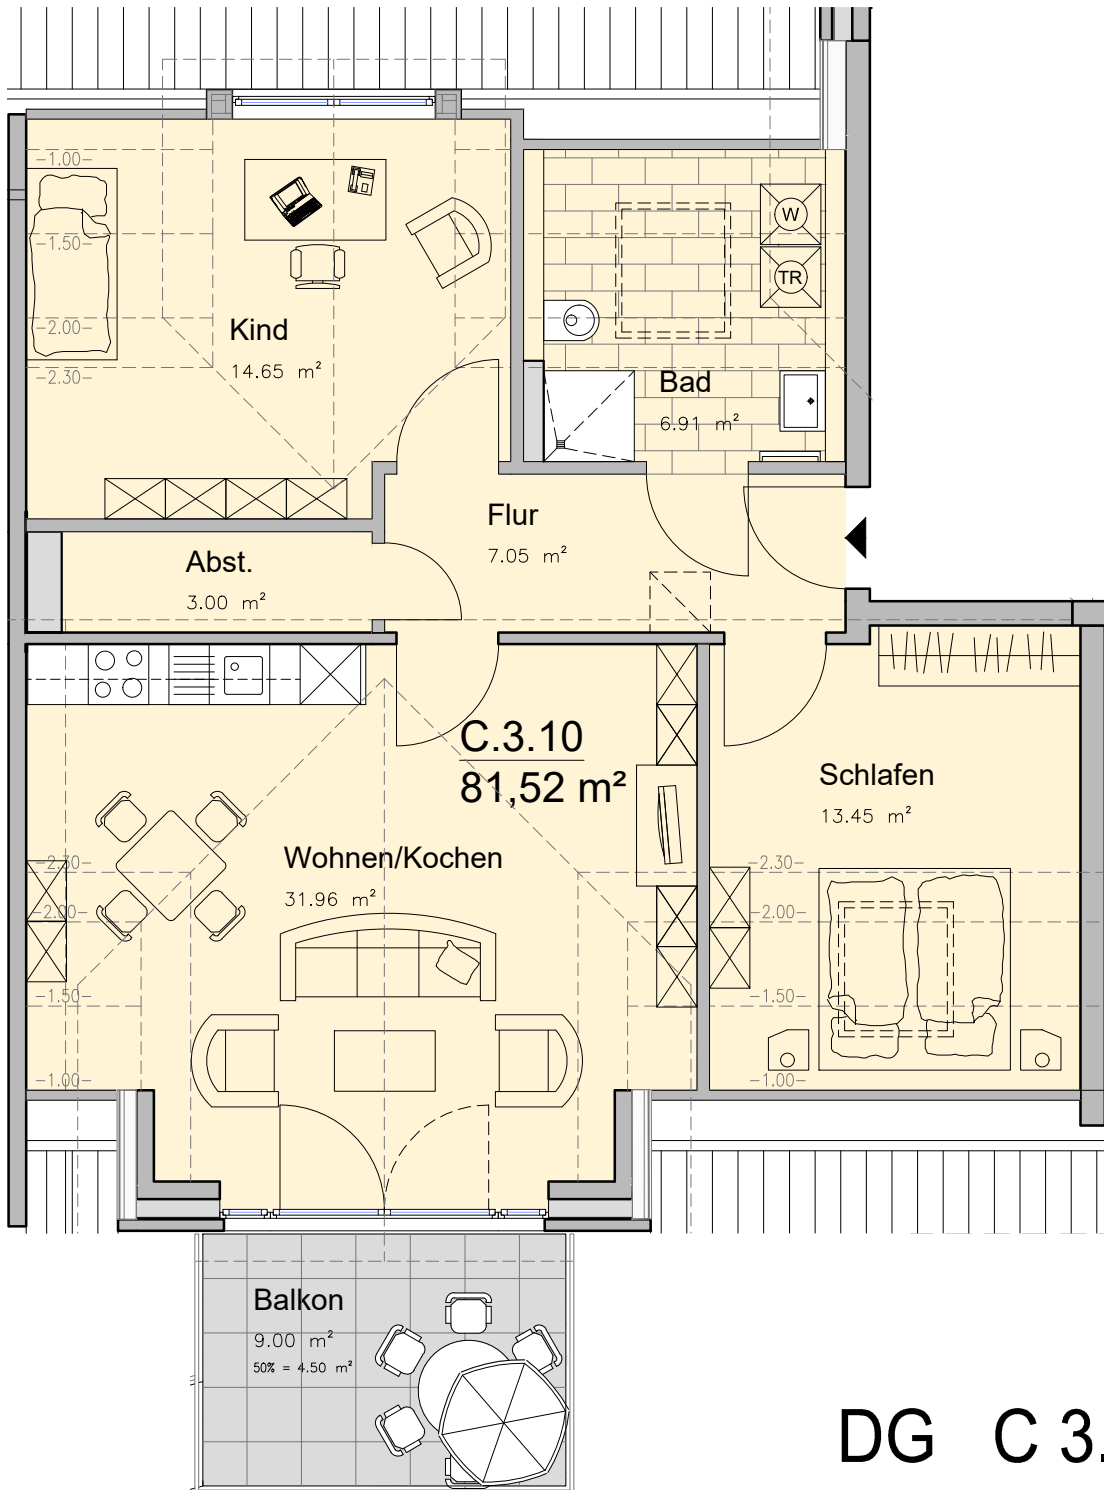 -1.00-
-1.50-
-2.00-
-2.30-
Kind
14.65 m²
W
TR
Bad
6.91 m²
Flur
7.05 m²
Abst.
3.00 m²
C.3.10
81,52 m²
Schlafen
13.45 m²
Wohnen/Kochen
31.96 m²
-2.30-
-2.00-
-1.50-
-1.00-
-2.30-
-2.00-
-1.50-
-1.00-
Balkon
9.00 m²
50% = 4.50 m²
DG C 3.